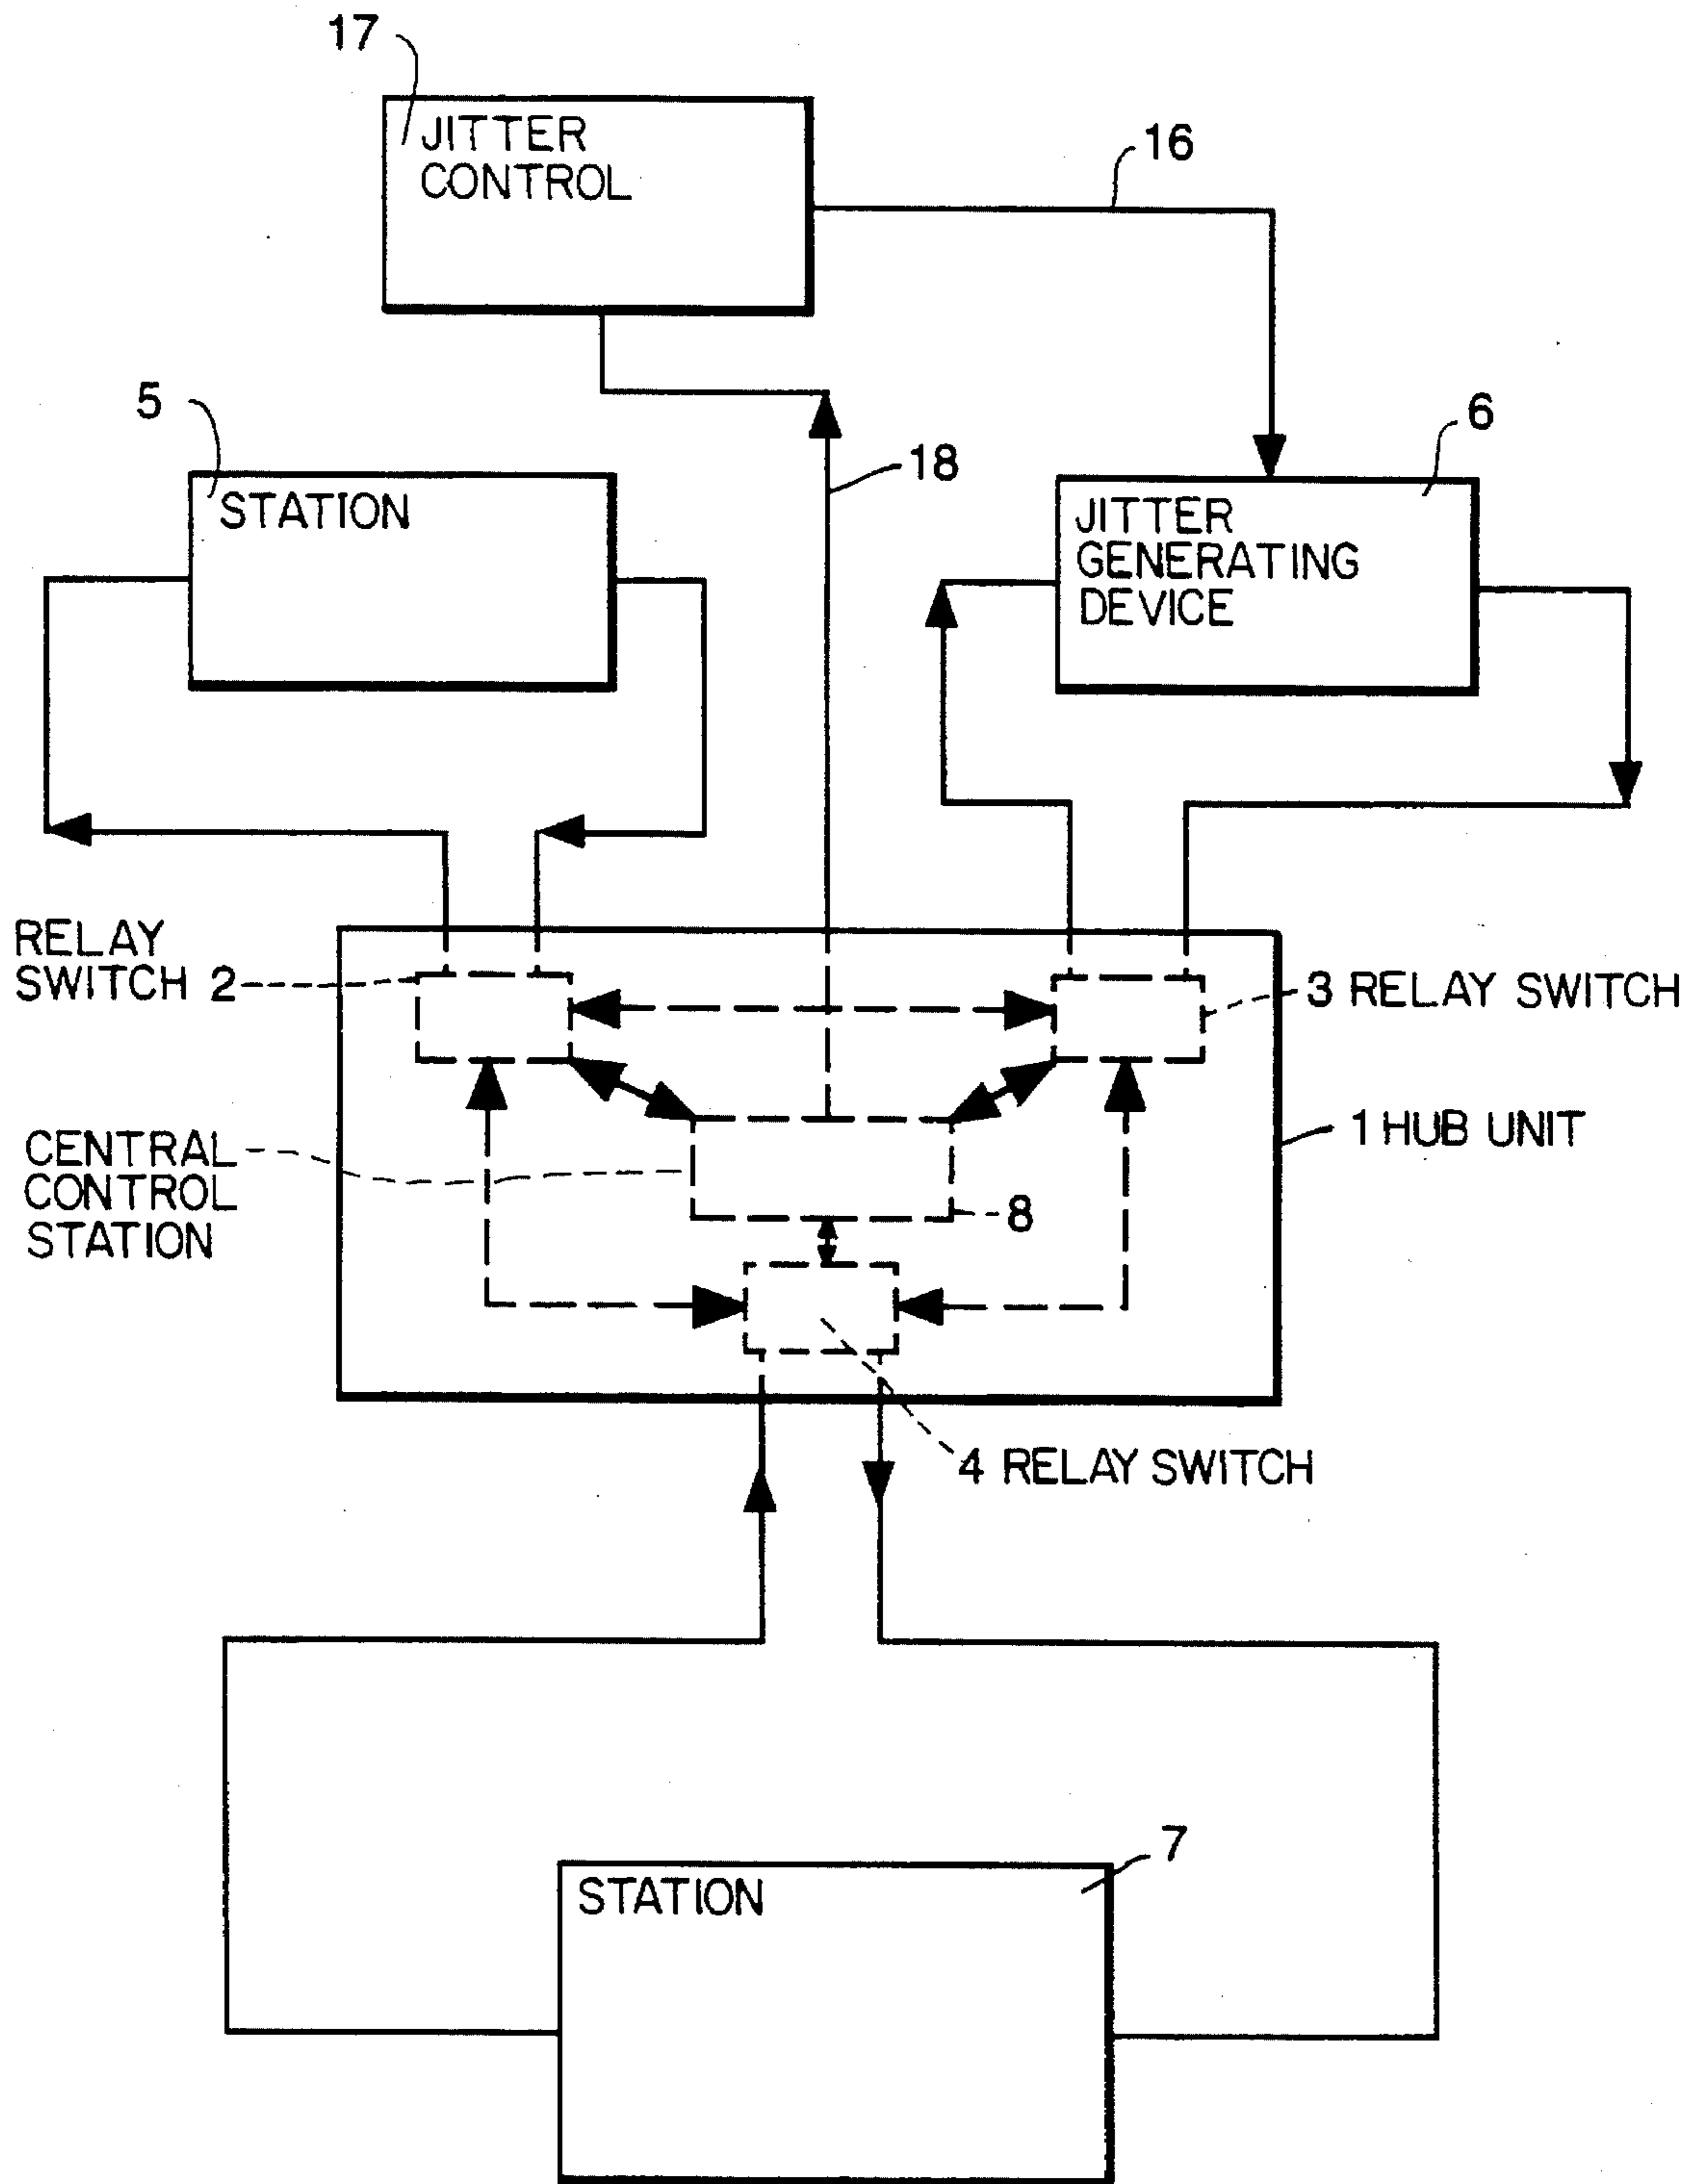 17
JITTER
CONTROL
16
5
STATION
18
6
JITTER
GENERATING
DEVICE
RELAY
SWITCH 2
3 RELAY SWITCH
1 HUB UNIT
CENTRAL
CONTROL
STATION
8
4 RELAY SWITCH
7
STATION